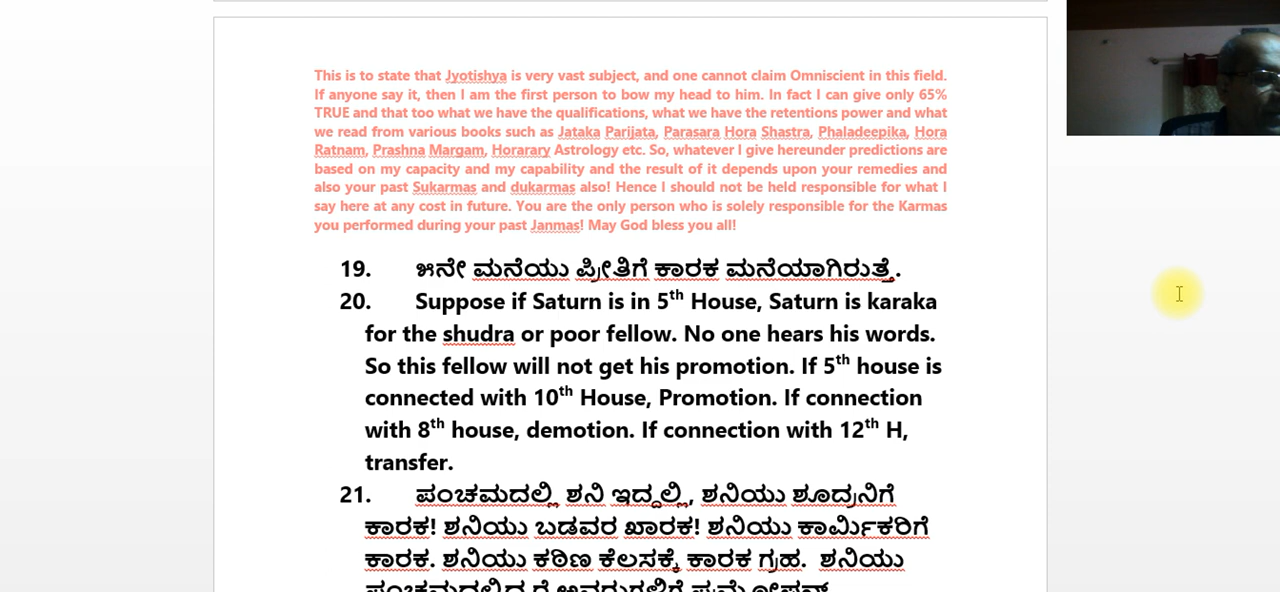 This is to state that Jyotishya is very vast subject, and one cannot claim Omniscient in this field.
If anyone say it, then I am the first person to bow my head to him. In fact I can give only 65%
TRUE and that too what we have the qualifications, what we have the retentions power and what
we read from various books such as Jataka Parijata, Parasara Hora Shastra, Phaladeepika, Hora
Ratnam, Prashna Margam, Horarary Astrology etc. So, whatever I give hereunder predictions are
based on my capacity and my capability and the result of it depends upon your remedies and
also your past Sukarmas and dukarmas also! Hence I should not be held responsible for what I
say here at any cost in future. You are the only person who is solely responsible for the Karmas
you performed during your past Janmas! May God bless you all!
19. ೫ನೇ ಮನೆಯು ಪ್ರೀತಿಗೆ ಕಾರಕ ಮನೆಯಾಗಿರುತ್ತೆ.
20. Suppose if Saturn is in 5th House, Saturn is karaka
for the shudra or poor fellow. No one hears his words.
So this fellow will not get his promotion. If 5th house is
connected with 10th House, Promotion. If connection
with 8th house, demotion. If connection with 12th H,
transfer.
21. ಪಂಚಮದಲ್ಲಿ ಶನಿ ಇದ್ದಲ್ಲಿ, ಶನಿಯು ಶೂದ್ರನಿಗೆ
ಕಾರಕ! ಶನಿಯು ಬಡವರ ಖಾರಕ! ಶನಿಯು ಕಾರ್ಮಿಕರಿಗೆ
ಕಾರಕ. ಶನಿಯು ಕಠಿಣ ಕೆಲಸಕ್ಕೆ ಕಾರಕ ಗ್ರಹ. ಶನಿಯು